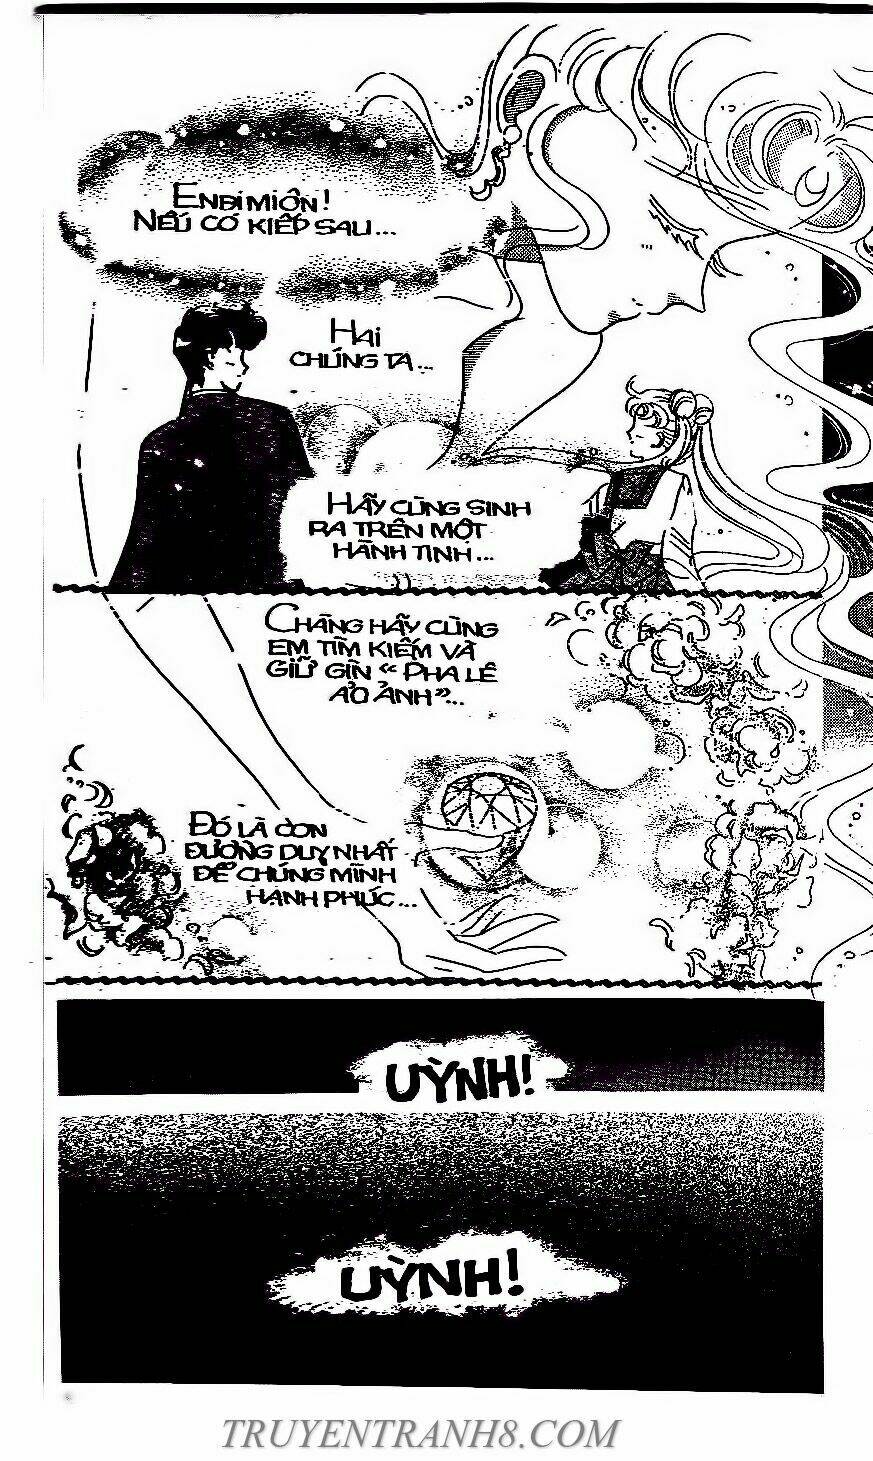 ENĐIMIÔN!
NẾU CÓ KIẾP SAU...
HAI
CHÚNG TA...
HÃY CÙNG SINH
RA TRÊN MỘT
HÀNH TINH...
CHÀNG HÃY CÙNG
EM TÌM KIẾM VÀ
GIỮ GÌN “PHA LÊ
ẢO ẢNH”...
ĐÓ LÀ CON
ĐƯỜNG DUY NHẤT
ĐỂ CHÚNG MÌNH
HẠNH PHÚC...
UỲNH!
UỲNH!
TRUYENTRANH8.COM